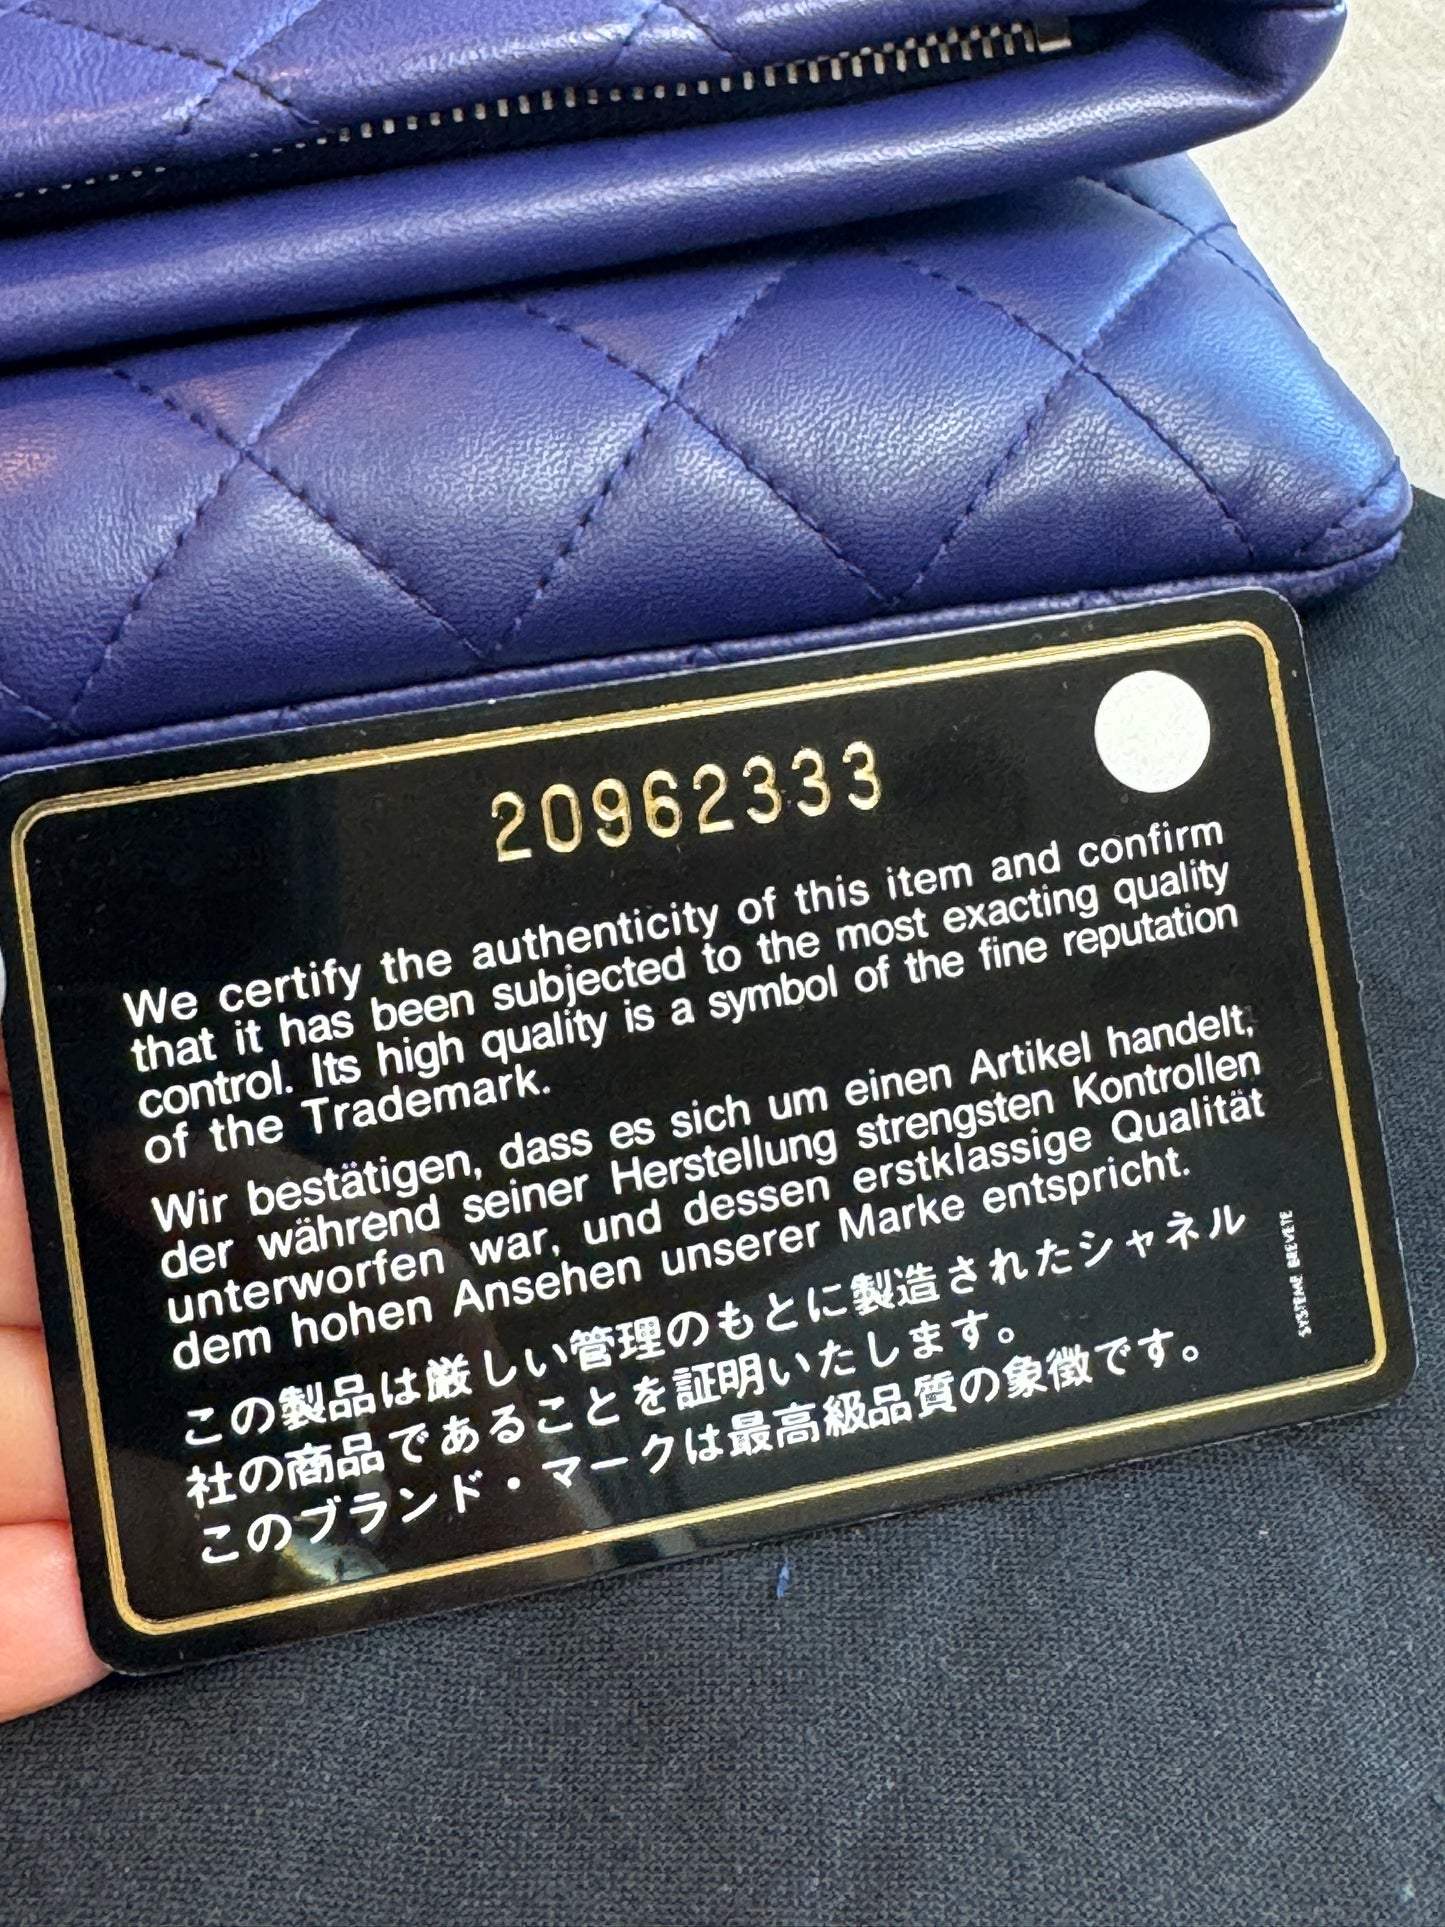 20962333
We certify the authenticity of this item and confirm
that it has been subjected to the most exacting quality
control. Its high quality is a symbol of the fine reputation
of the Trademark.
Wir bestätigen, dass es sich um einen Artikel handelt,
der während seiner Herstellung strengsten Kontrollen
unterworfen war, und dessen erstklassige Qualität
dem hohen Ansehen unserer Marke entspricht.
この製品は厳しい管理のもとに製造されたシャネル
社の商品であることを証明いたします。
このブランド・マークは最高級品質の象徴です。
SYSTEME BREVETE